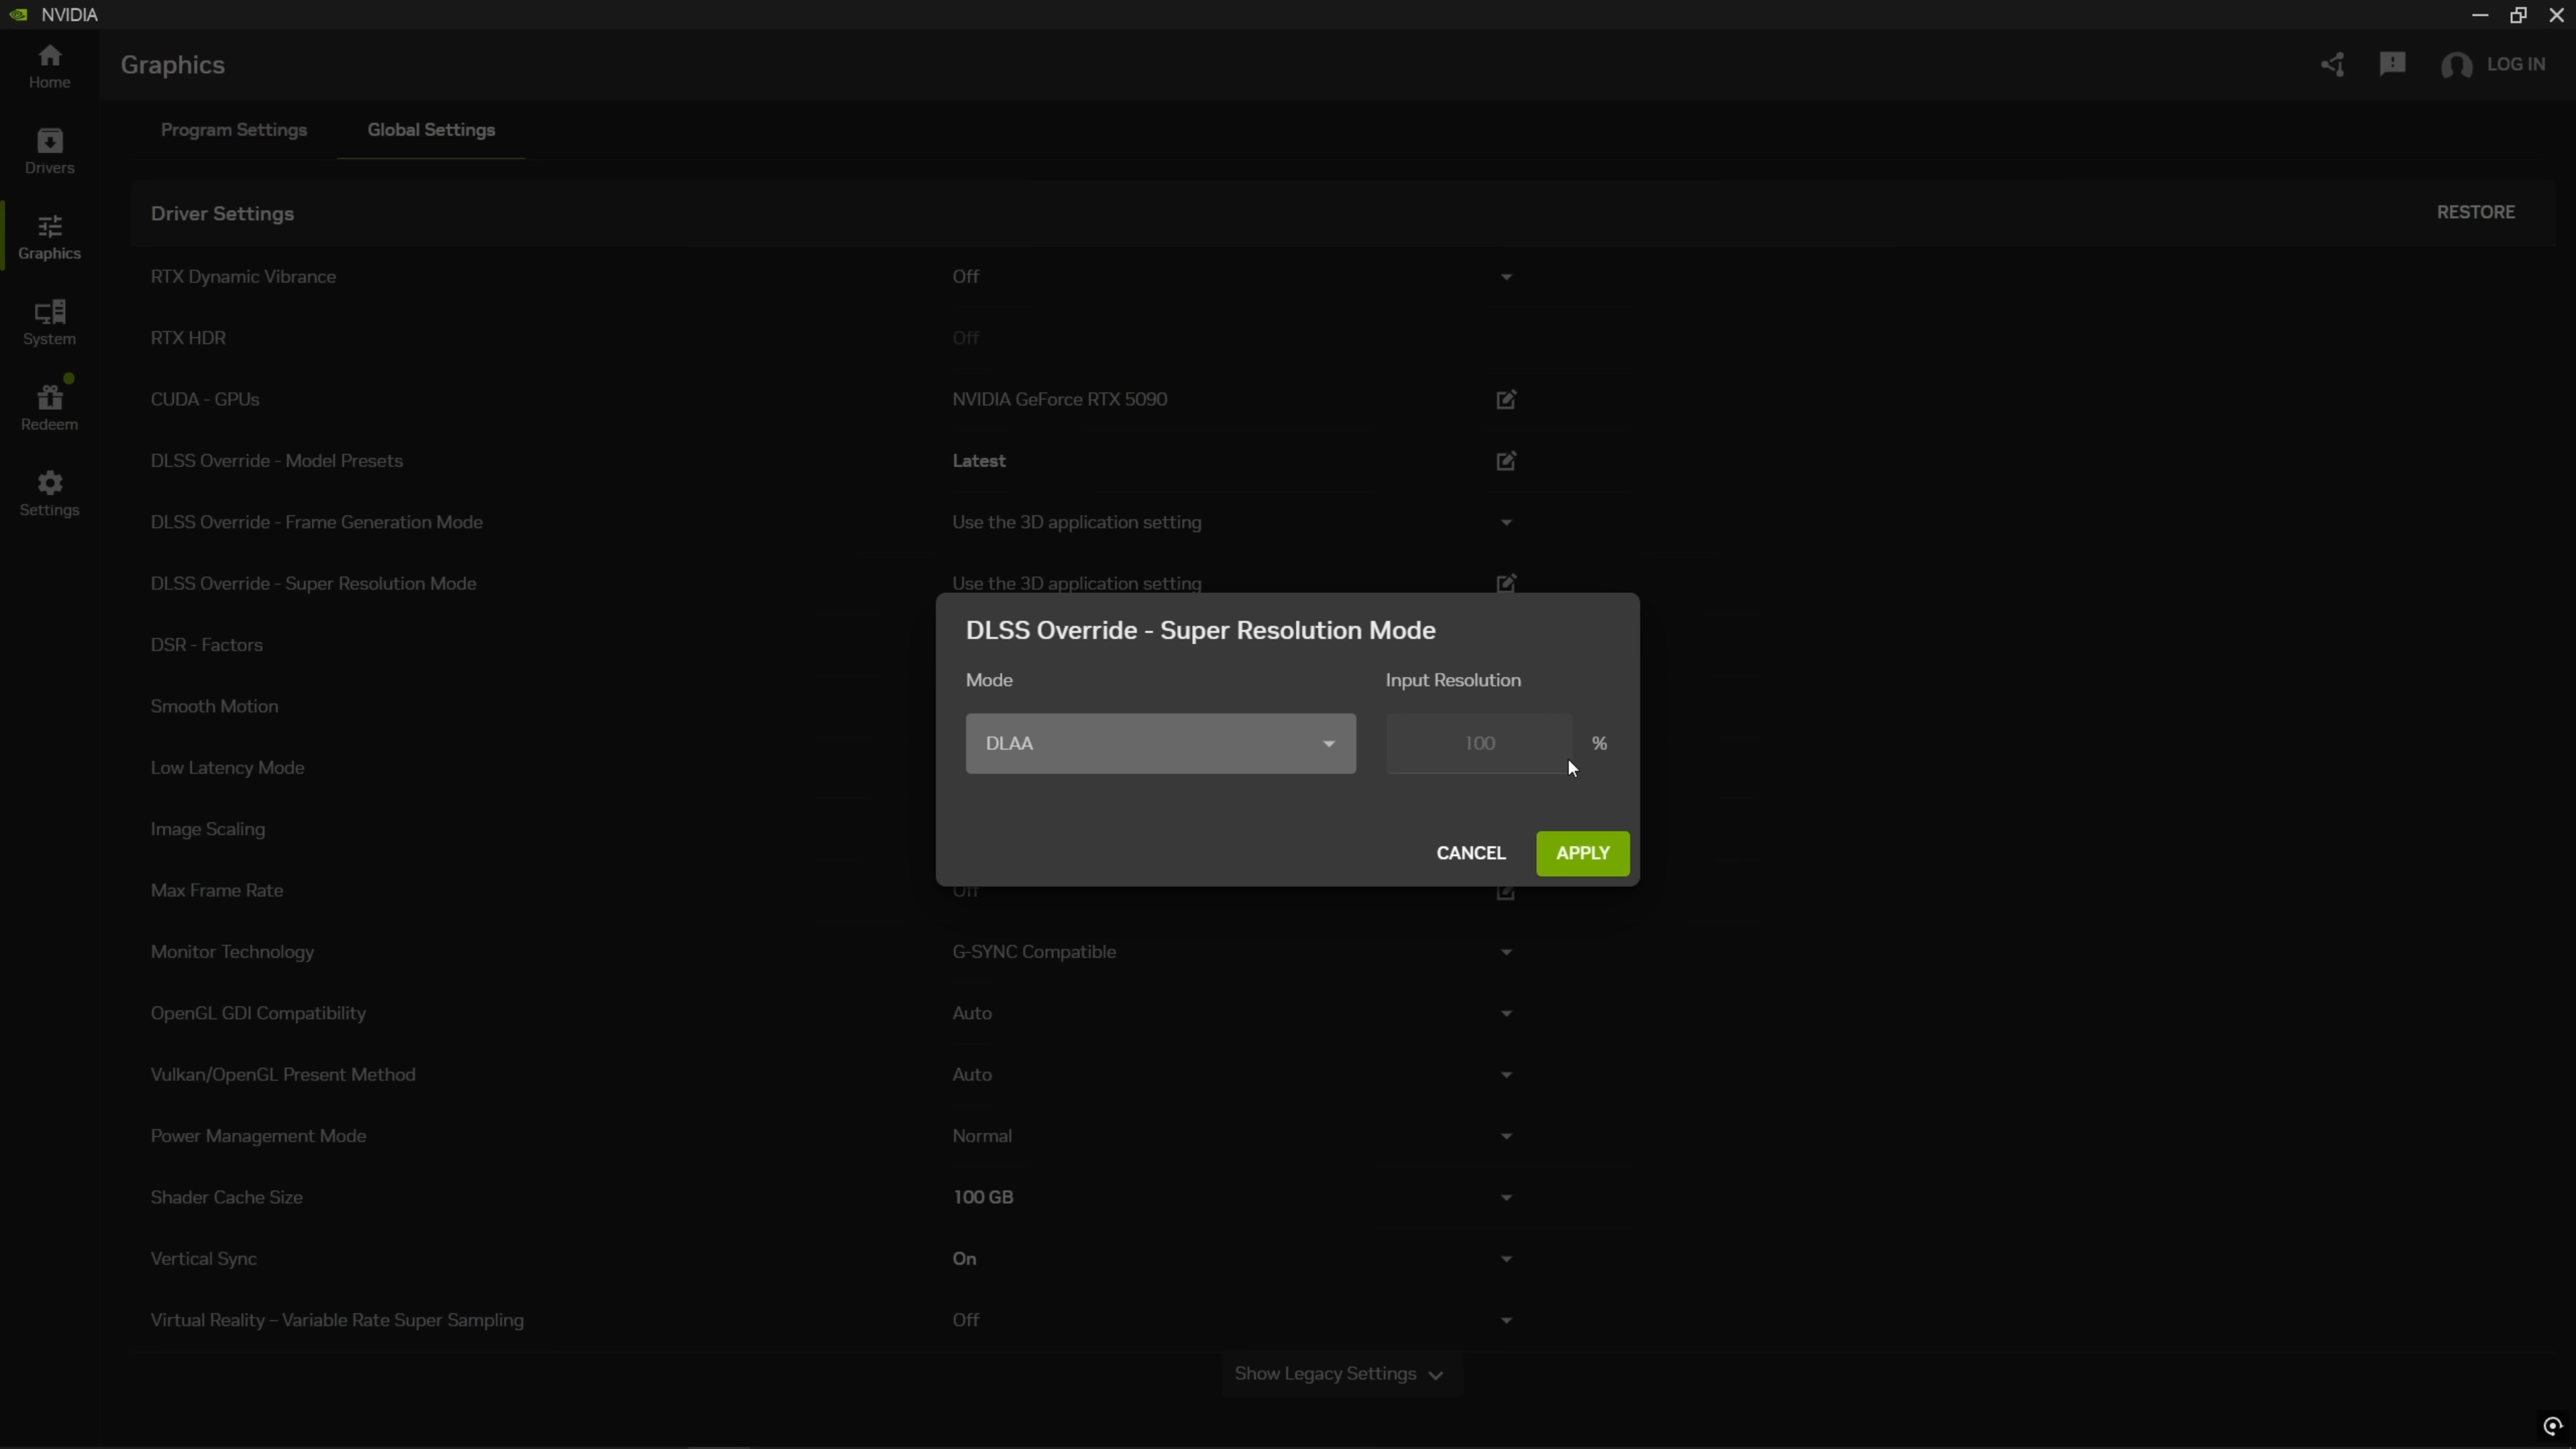 NVIDIA
Home
Graphics
LOG IN
Program Settings
Global Settings
Drivers
Driver Settings
RESTORE
Graphics
RTX Dynamic Vibrance
Off
System
RTX HDR
Off
CUDA - GPUs
NVIDIA GeForce RTX 5090
Redeem
DLSS Override - Model Presets
Latest
Settings
DLSS Override - Frame Generation Mode
Use the 3D application setting
DLSS Override - Super Resolution Mode
Use the 3D application setting
DLSS Override - Super Resolution Mode
Mode
Input Resolution
DLAA
100
%
CANCEL
APPLY
DSR - Factors
Smooth Motion
Low Latency Mode
Image Scaling
Max Frame Rate
Off
Monitor Technology
G-SYNC Compatible
OpenGL GDI Compatibility
Auto
Vulkan/OpenGL Present Method
Auto
Power Management Mode
Normal
Shader Cache Size
100 GB
Vertical Sync
On
Virtual Reality – Variable Rate Super Sampling
Off
Show Legacy Settings